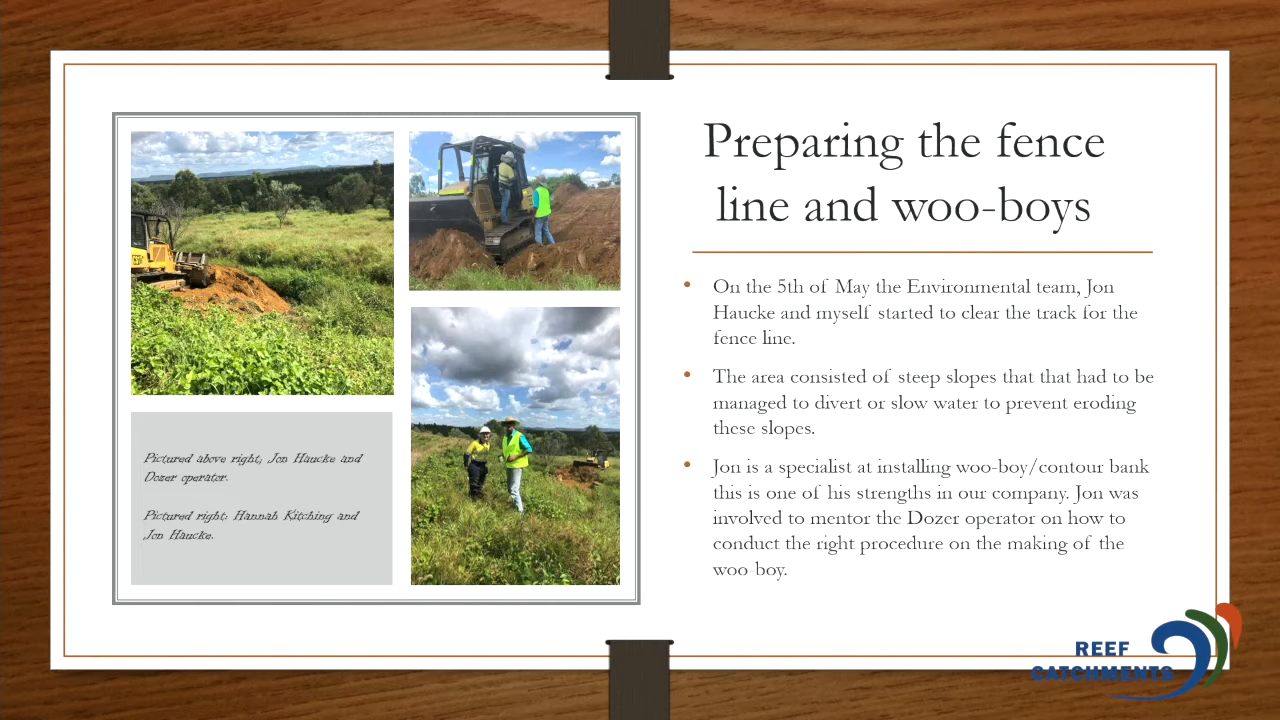 Preparing the fence
line and woo-boys
• On the 5th of May the Environmental team, Jon
Haucke and myself started to clear the track for the
fence line.
• The area consisted of steep slopes that that had to be
managed to divert or slow water to prevent eroding
these slopes.
• Jon is a specialist at installing woo-boy/contour bank
this is one of his strengths in our company. Jon was
involved to mentor the Dozer operator on how to
conduct the right procedure on the making of the
woo-boy.
Pictured above right; Jon Haucke and
Dozer operator.
Pictured right: Hannah Kitching and
Jon Haucke.
REEF
CATCHMENTS